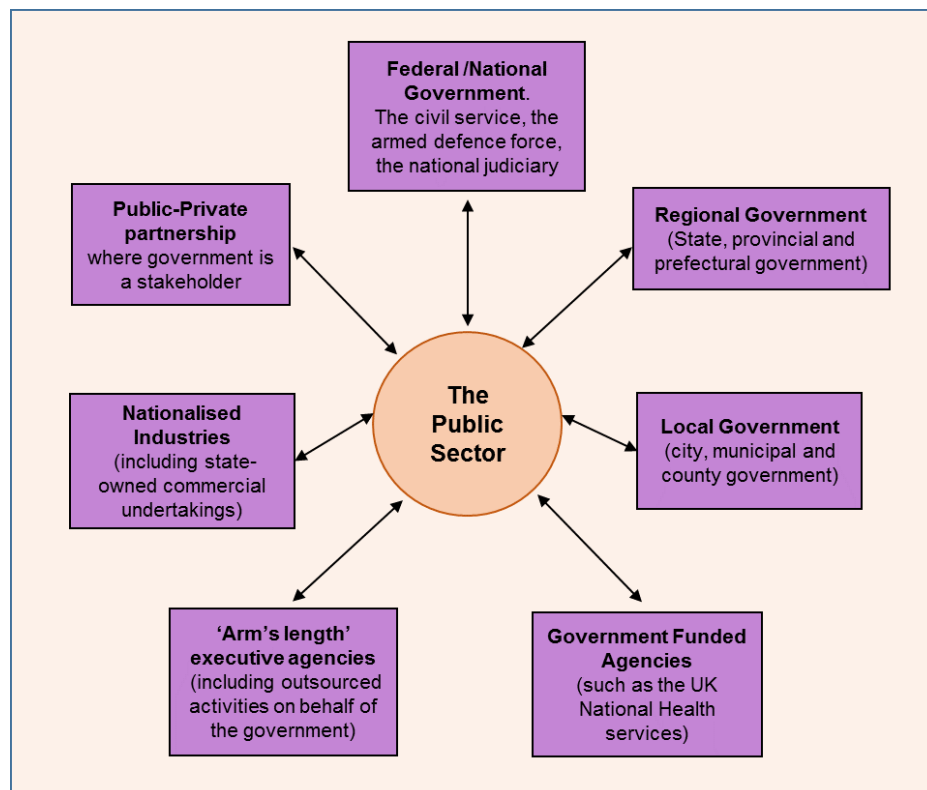 Federal /National
Government.
The civil service, the
armed defence force,
the national judiciary
Public-Private
partnership
where government is
a stakeholder
Regional Government
(State, provincial and
prefectural government)
The
Public
Sector
Nationalised
Industries
(including state-
owned commercial
undertakings)
Local Government
(city, municipal and
county government)
‘Arm’s length’
executive agencies
(including outsourced
activities on behalf of
the government)
Government Funded
Agencies
(such as the UK
National Health
services)